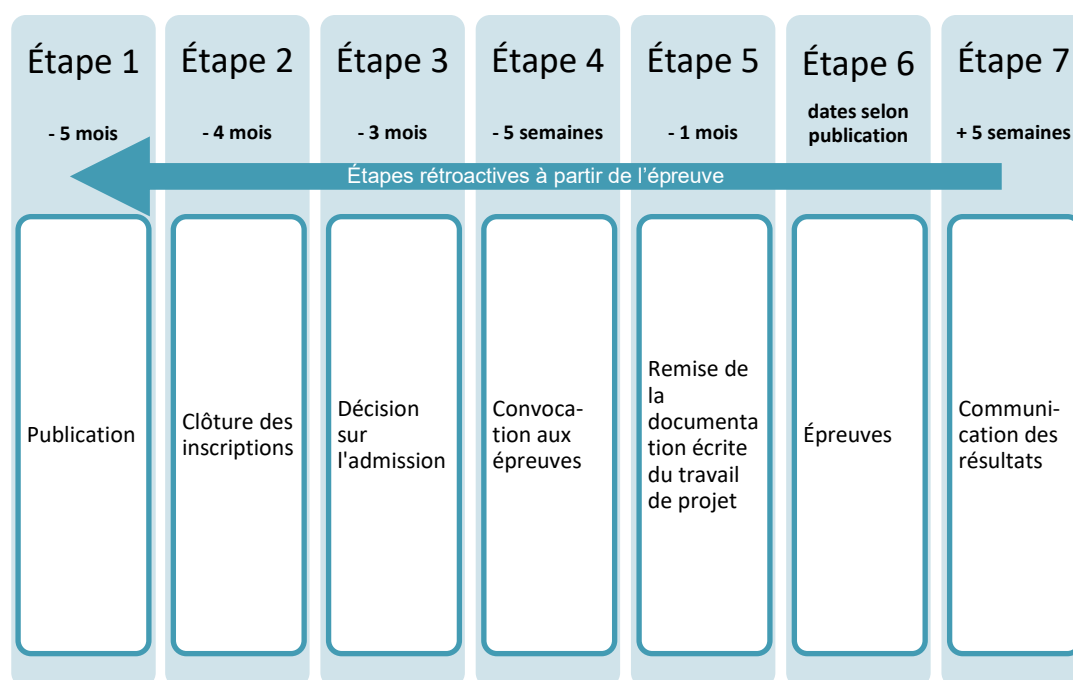 Étape 1
- 5 mois
Étape 2
- 4 mois
Étape 3
- 3 mois
Étape 4
- 5 semaines
Étape 5
- 1 mois
Étape 6
dates selon
publication
Étape 7
+ 5 semaines
Étapes rétroactives à partir de l’épreuve
Publication
Clôture des
inscriptions
Décision
sur
l'admission
Convoca-
tion aux
épreuves
Remise de
la
documenta
tion écrite
du travail
de projet
Épreuves
Communi-
cation des
résultats